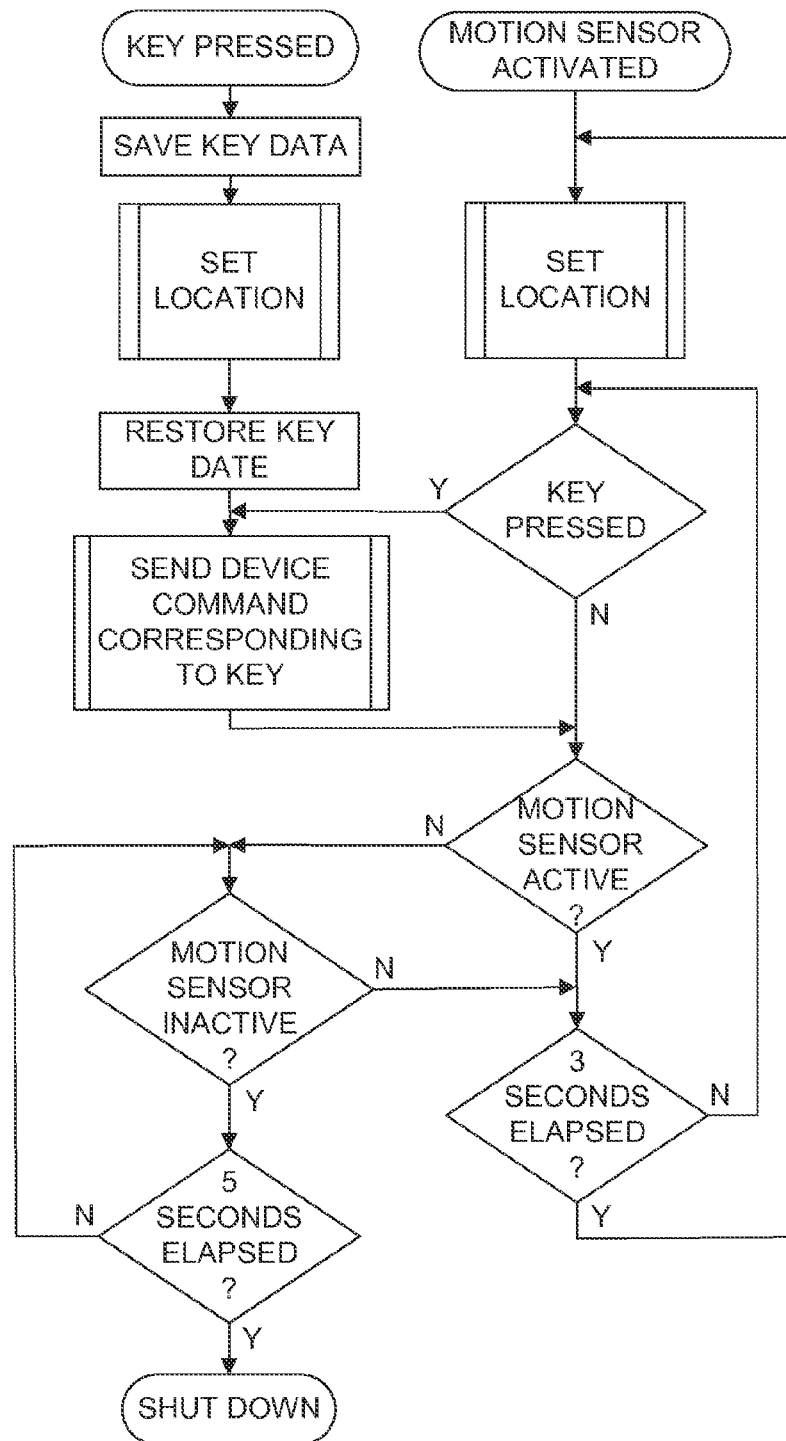 KEY PRESSED
MOTION SENSOR
ACTIVATED
SAVE KEY DATA
SET
LOCATION
SET
LOCATION
RESTORE KEY
DATE
Y
KEY
PRESSED
N
SEND DEVICE
COMMAND
CORRESPONDING
TO KEY
N
MOTION
SENSOR
ACTIVE
?
Y
MOTION
SENSOR
INACTIVE
?
N
Y
3
SECONDS
ELAPSED
?
N
Y
5
SECONDS
ELAPSED
?
N
Y
SHUT DOWN